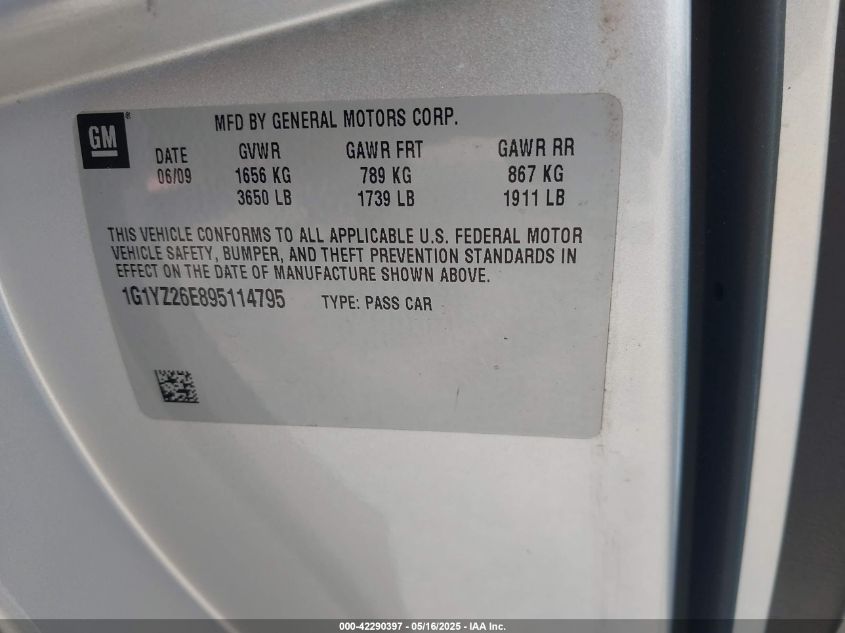 GM®
MFD BY GENERAL MOTORS CORP.
DATE GVWR GAWR FRT GAWR RR
06/09 1656 KG 789 KG 867 KG
3650 LB 1739 LB 1911 LB
THIS VEHICLE CONFORMS TO ALL APPLICABLE U.S. FEDERAL MOTOR
VEHICLE SAFETY, BUMPER, AND THEFT PREVENTION STANDARDS IN
EFFECT ON THE DATE OF MANUFACTURE SHOWN ABOVE.
1G1YZ26E895114795 TYPE: PASS CAR
000-42290397 - 05/16/2025 - IAA Inc.